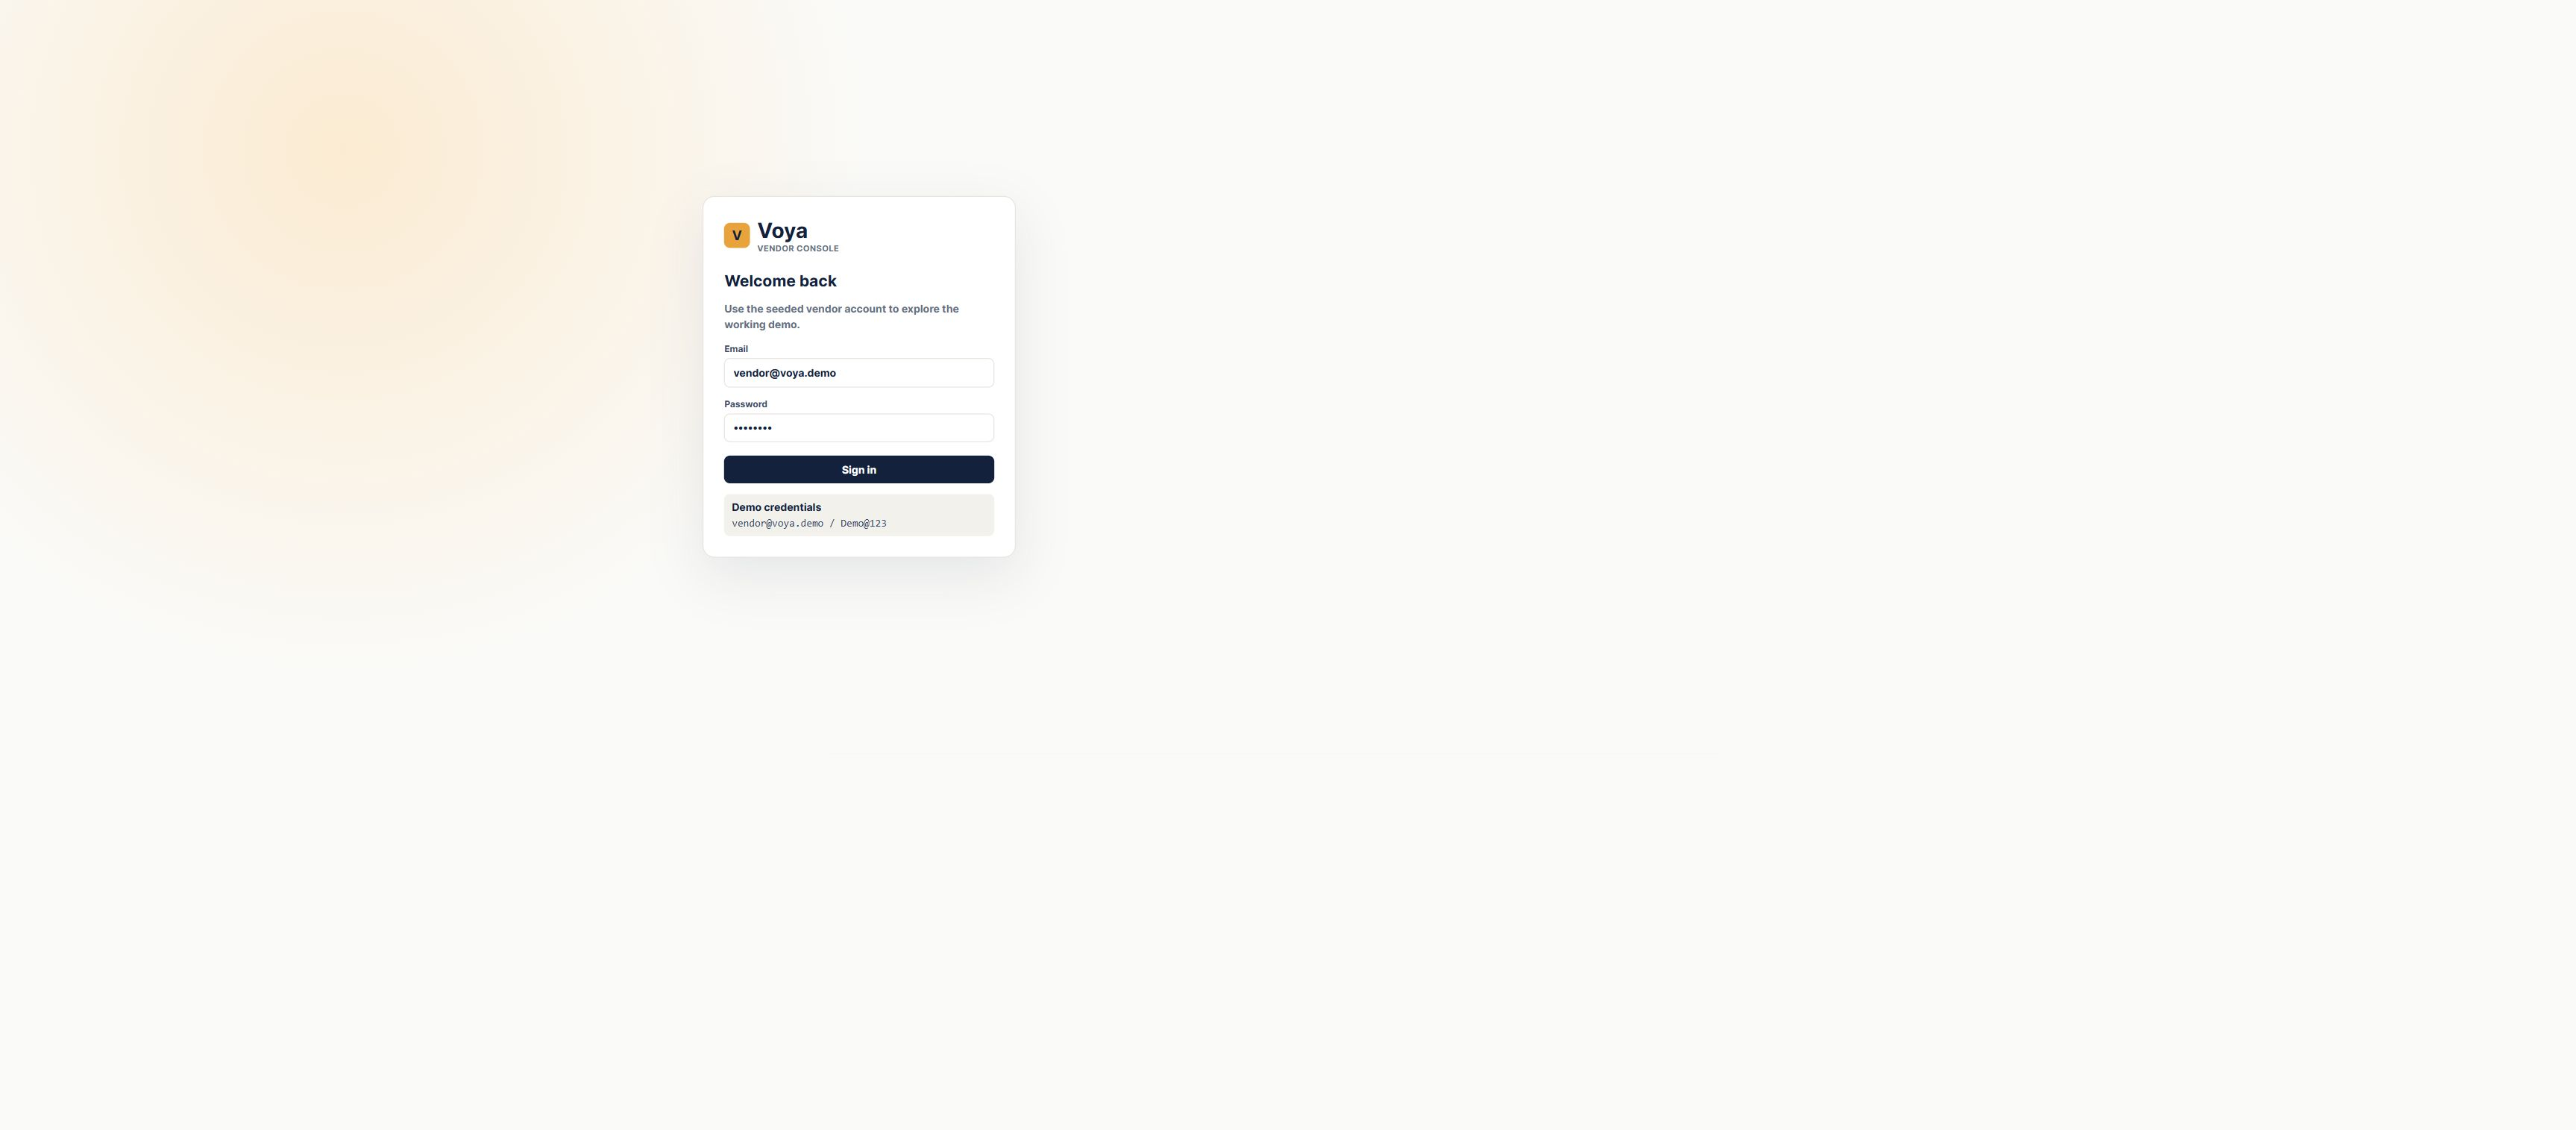 V
Voya
VENDOR CONSOLE
Welcome back
Use the seeded vendor account to explore the
working demo.
Email
vendor@voya.demo
Password
••••••••
Sign in
Demo credentials
vendor@voya.demo / Demo@123